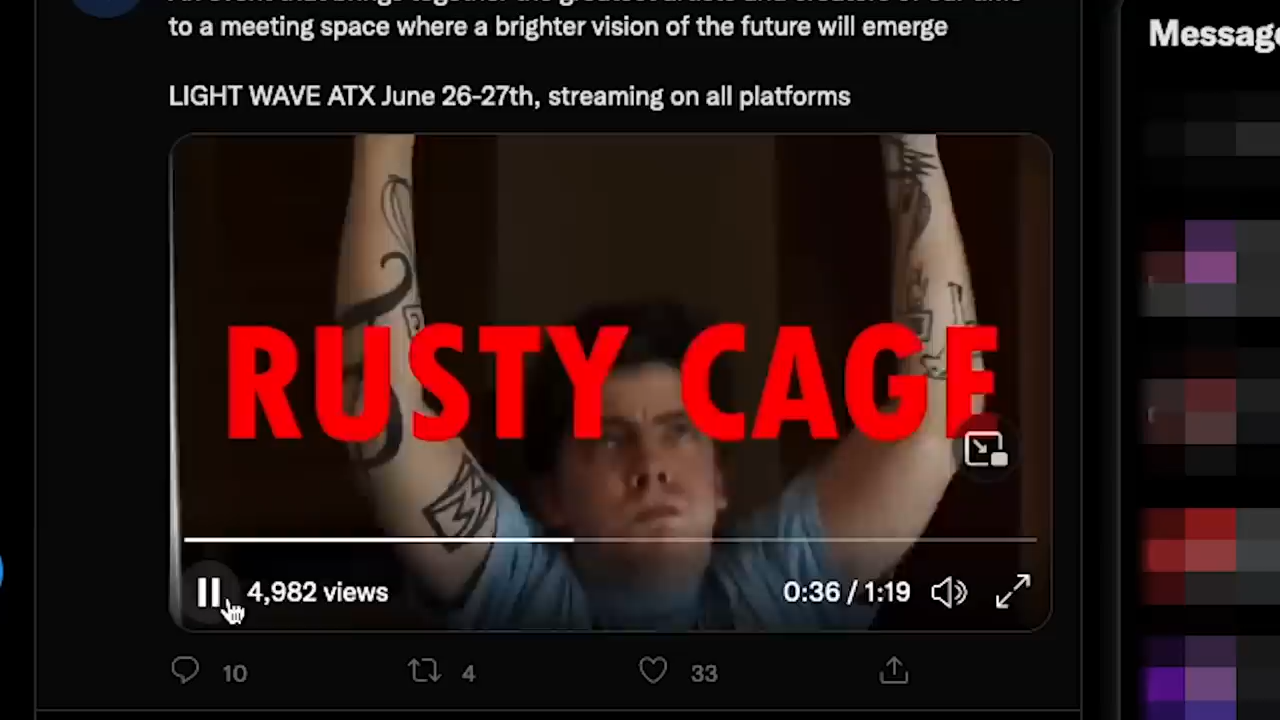 to a meeting space where a brighter vision of the future will emerge
LIGHT WAVE ATX June 26-27th, streaming on all platforms
RUSTY CAGE
4,982 views
0:36 / 1:19
10
4
33
Message